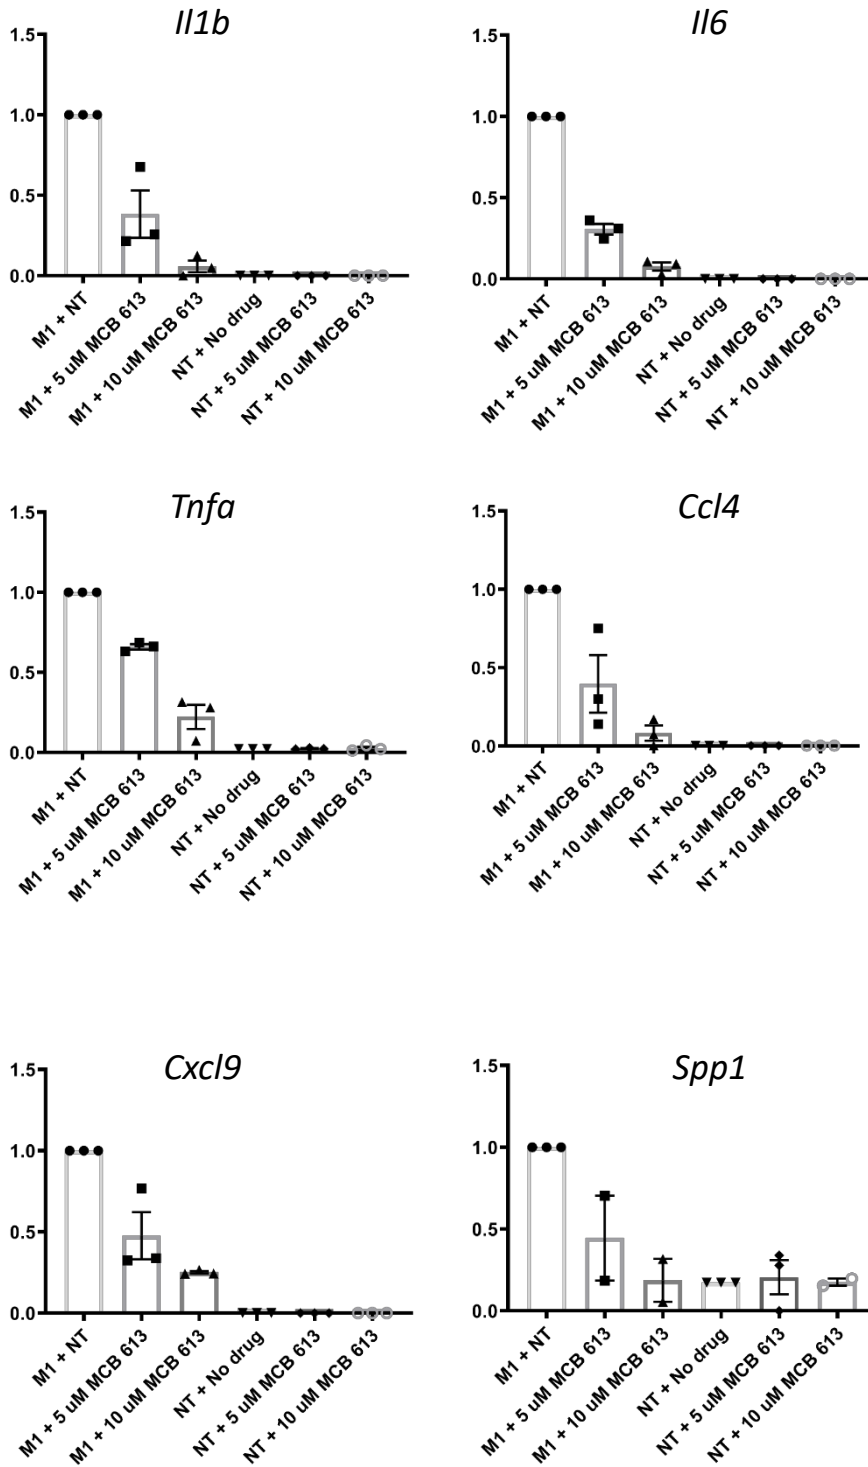 Il1b
1.5
1.0
0.5
0.0
M1 + NT
M1 + 5 uM MCB 613
M1 + 10 uM MCB 613
NT + No drug
NT + 5 uM MCB 613
NT + 10 uM MCB 613
Il6
1.5
1.0
0.5
0.0
M1 + NT
M1 + 5 uM MCB 613
M1 + 10 uM MCB 613
NT + No drug
NT + 5 uM MCB 613
NT + 10 uM MCB 613
Tnfa
1.5
1.0
0.5
0.0
M1 + NT
M1 + 5 uM MCB 613
M1 + 10 uM MCB 613
NT + No drug
NT + 5 uM MCB 613
NT + 10 uM MCB 613
Ccl4
1.5
1.0
0.5
0.0
M1 + NT
M1 + 5 uM MCB 613
M1 + 10 uM MCB 613
NT + No drug
NT + 5 uM MCB 613
NT + 10 uM MCB 613
Cxcl9
1.5
1.0
0.5
0.0
M1 + NT
M1 + 5 uM MCB 613
M1 + 10 uM MCB 613
NT + No drug
NT + 5 uM MCB 613
NT + 10 uM MCB 613
Spp1
1.5
1.0
0.5
0.0
M1 + NT
M1 + 5 uM MCB 613
M1 + 10 uM MCB 613
NT + No drug
NT + 5 uM MCB 613
NT + 10 uM MCB 613